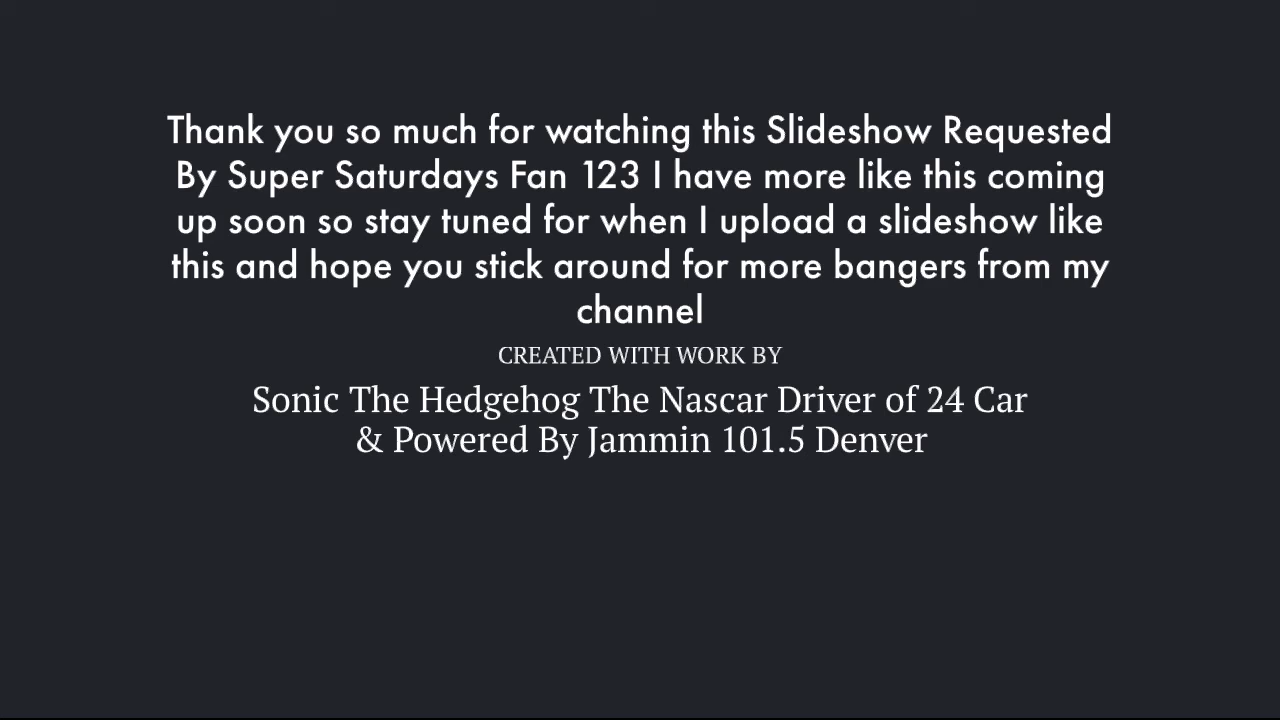 Thank you so much for watching this Slideshow Requested
By Super Saturdays Fan 123 I have more like this coming
up soon so stay tuned for when I upload a slideshow like
this and hope you stick around for more bangers from my
channel
CREATED WITH WORK BY
Sonic The Hedgehog The Nascar Driver of 24 Car
& Powered By Jammin 101.5 Denver